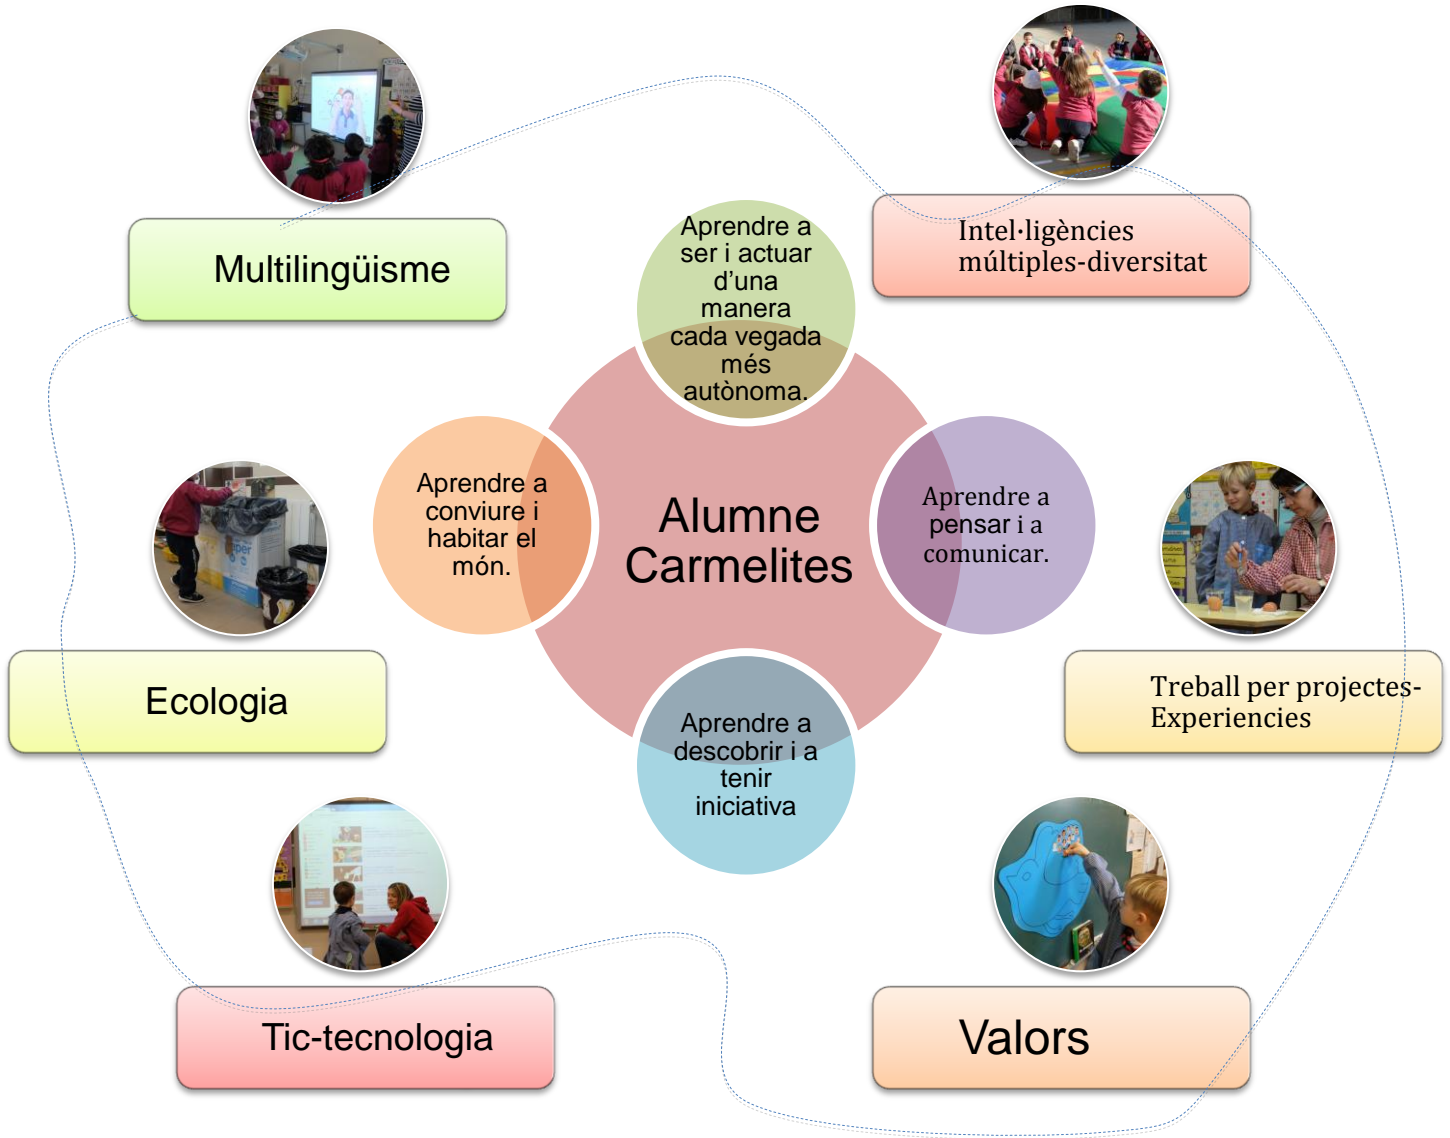 Multilingüisme
Intel·ligències
múltiples-diversitat
Aprendre a
ser i actuar
d’una
manera
cada vegada
més
autònoma.
Aprendre a
conviure i
habitar el
món.
Alumne
Carmelites
Aprendre a
pensar i a
comunicar.
Ecologia
Treball per projectes-
Experiencies
Aprendre a
descobrir i a
tenir
iniciativa
Tic-tecnologia
Valors